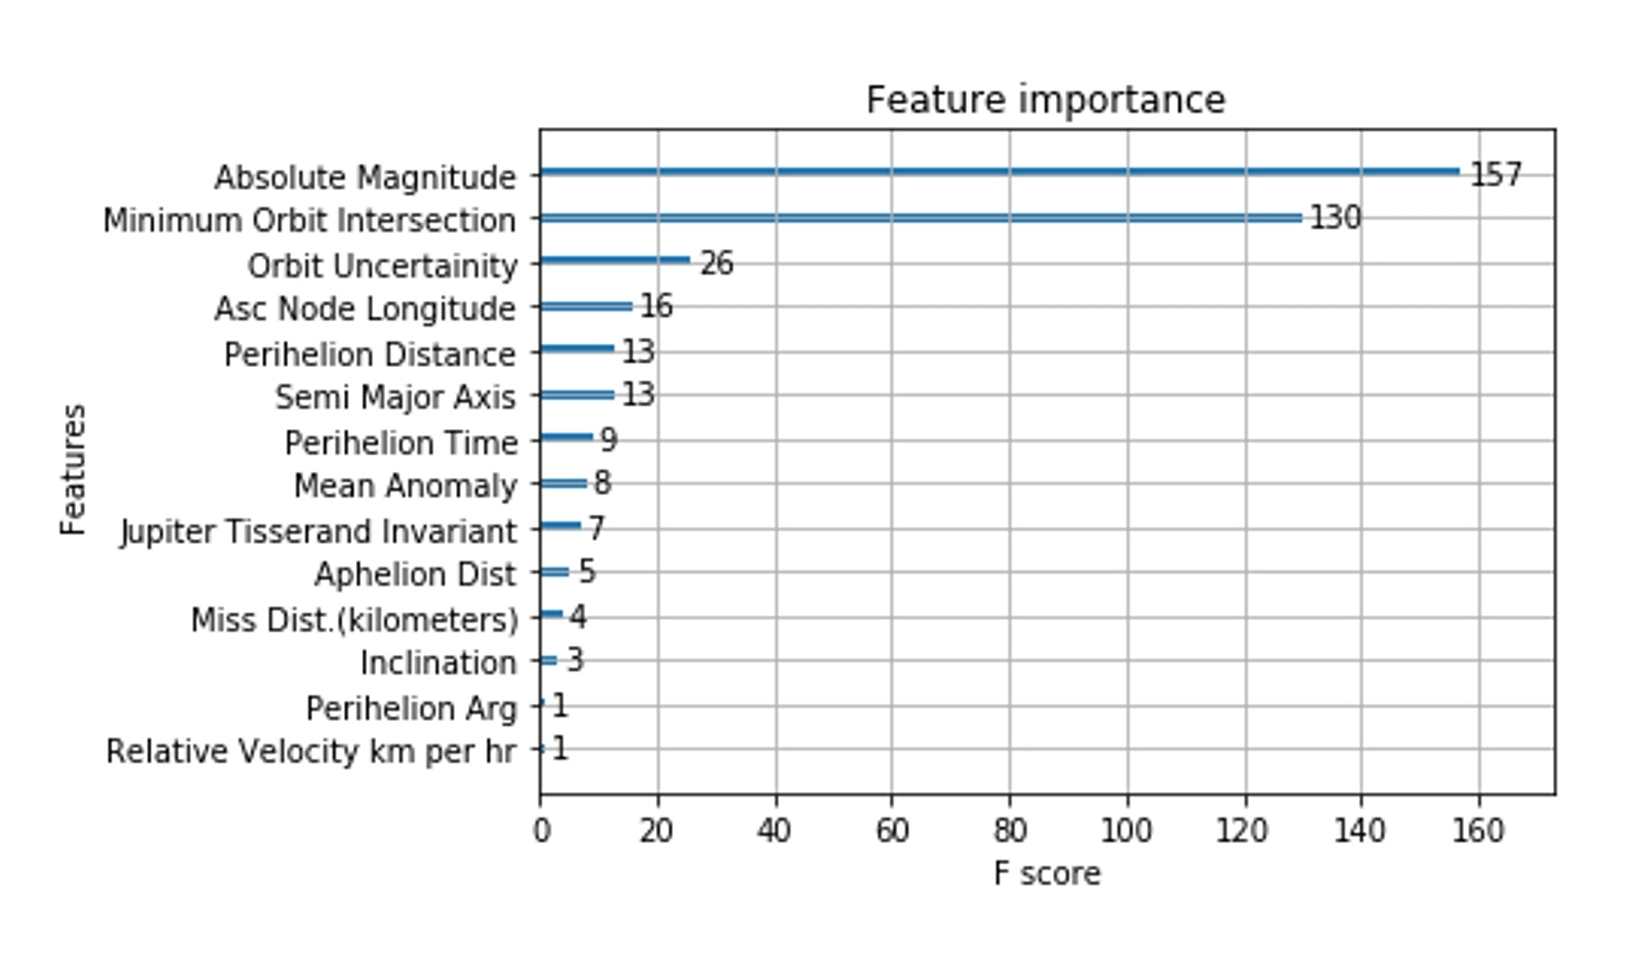 Feature importance
Absolute Magnitude 157
Minimum Orbit Intersection 130
Orbit Uncertainity 26
Asc Node Longitude 16
Perihelion Distance 13
Semi Major Axis 13
Perihelion Time 9
Mean Anomaly 8
Jupiter Tisserand Invariant 7
Aphelion Dist 5
Miss Dist.(kilometers) 4
Inclination 3
Perihelion Arg 1
Relative Velocity km per hr 1
Features
0 20 40 60 80 100 120 140 160
F score